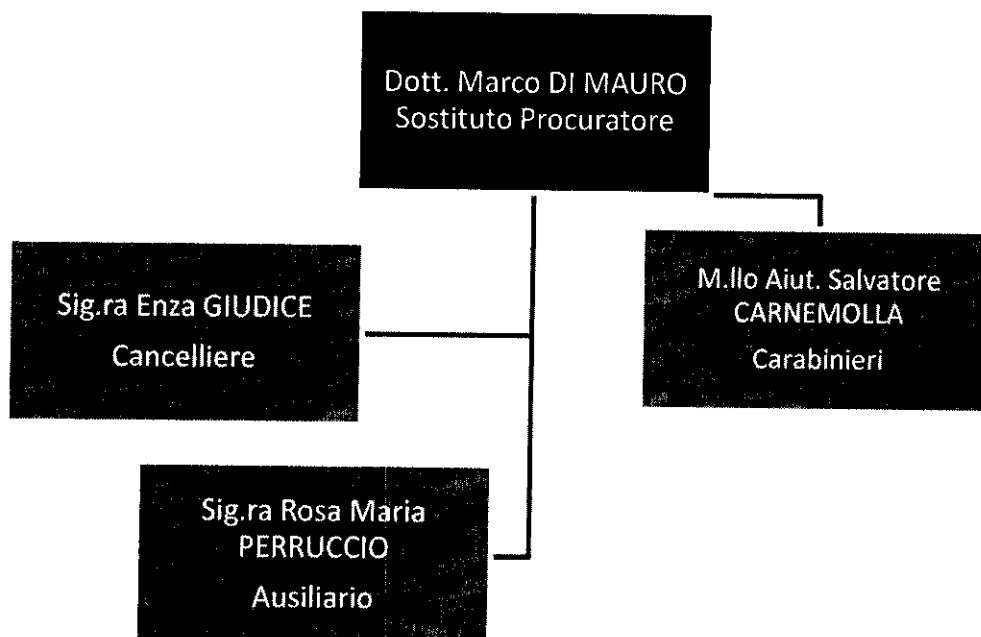 Dott. Marco DI MAURO
Sostituto Procuratore
Sig.ra Enza GIUDICE
Cancelliere
M.llo Aiut. Salvatore
CARNEMOLLA
Carabinieri
Sig.ra Rosa Maria
PERRUCCIO
Ausiliario